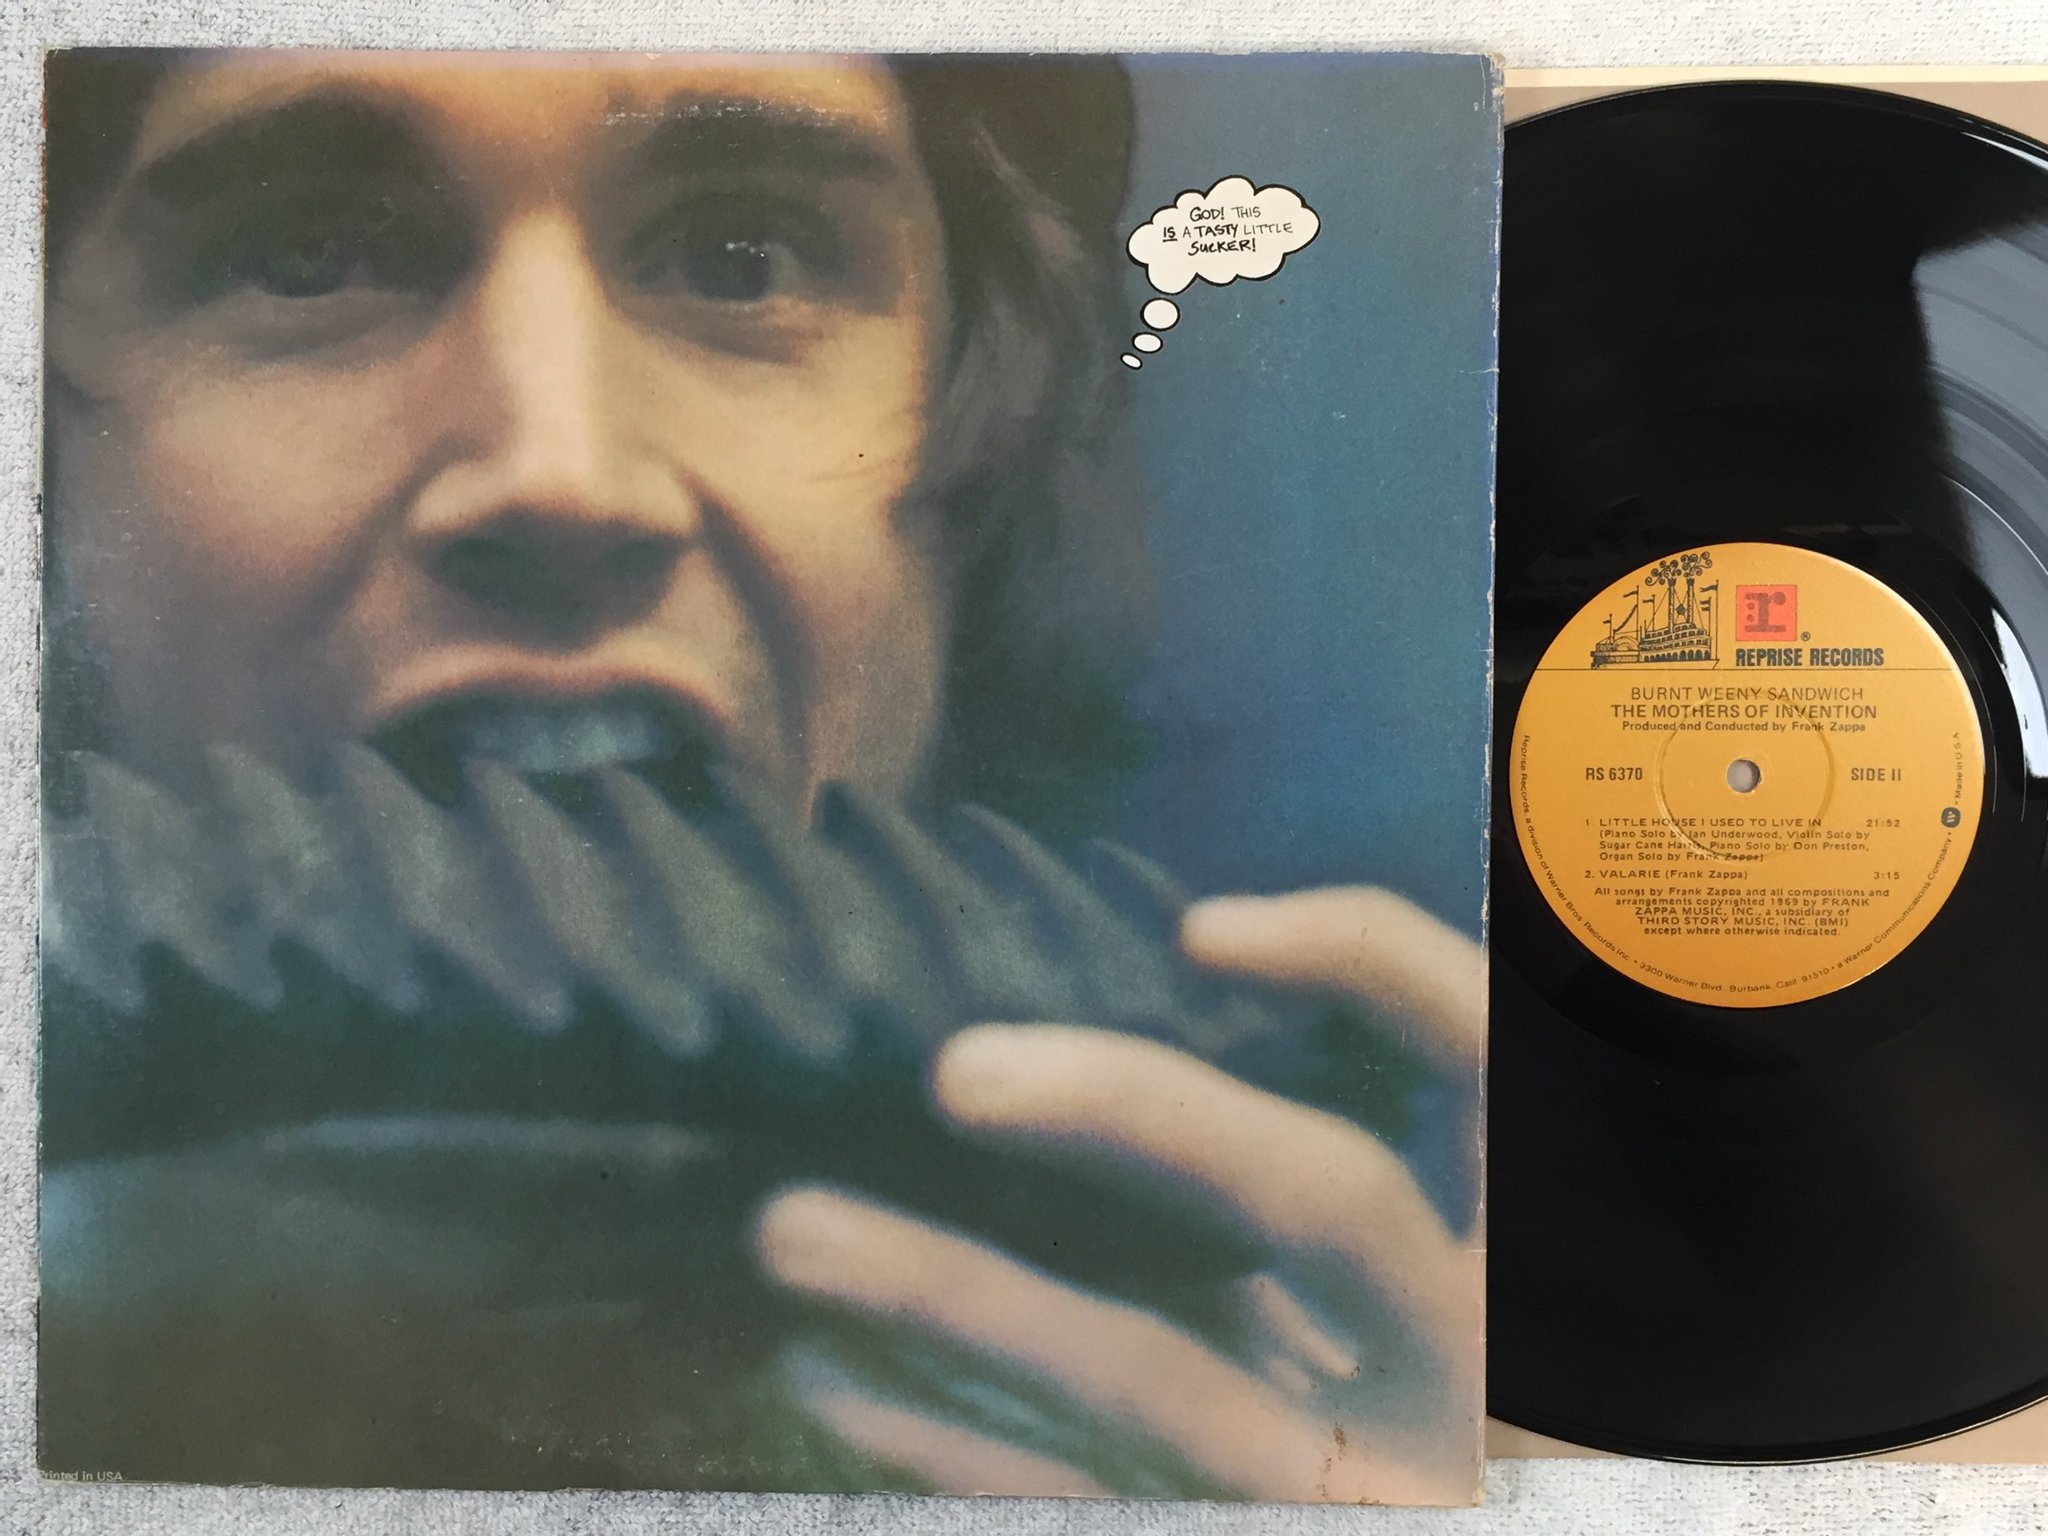 GOD! THIS
IS A TASTY LITTLE
SUCKER!
Printed in USA
r
®
REPRISE RECORDS
BURNT WEENY SANDWICH
THE MOTHERS OF INVENTION
Produced and Conducted by Frank Zappa
RS 6370 SIDE II
1 LITTLE HOUSE I USED TO LIVE IN 21:52
(Piano Solo by Ian Underwood, Violin Solo by
Sugar Cane Harris, Piano Solo by Don Preston,
Organ Solo by Frank Zappa)
2. VALARIE (Frank Zappa) 3:15
All songs by Frank Zappa and all compositions and
arrangements copyrighted 1969 by FRANK
ZAPPA MUSIC, INC., a subsidiary of
THIRD STORY MUSIC, INC. (BMI)
except where otherwise indicated.
Reprise Records, a division of Warner Bros. Records Inc. • 3300 Warner Blvd., Burbank, Calif. 91510 • a Warner Communications Company • W • Made in U.S.A.